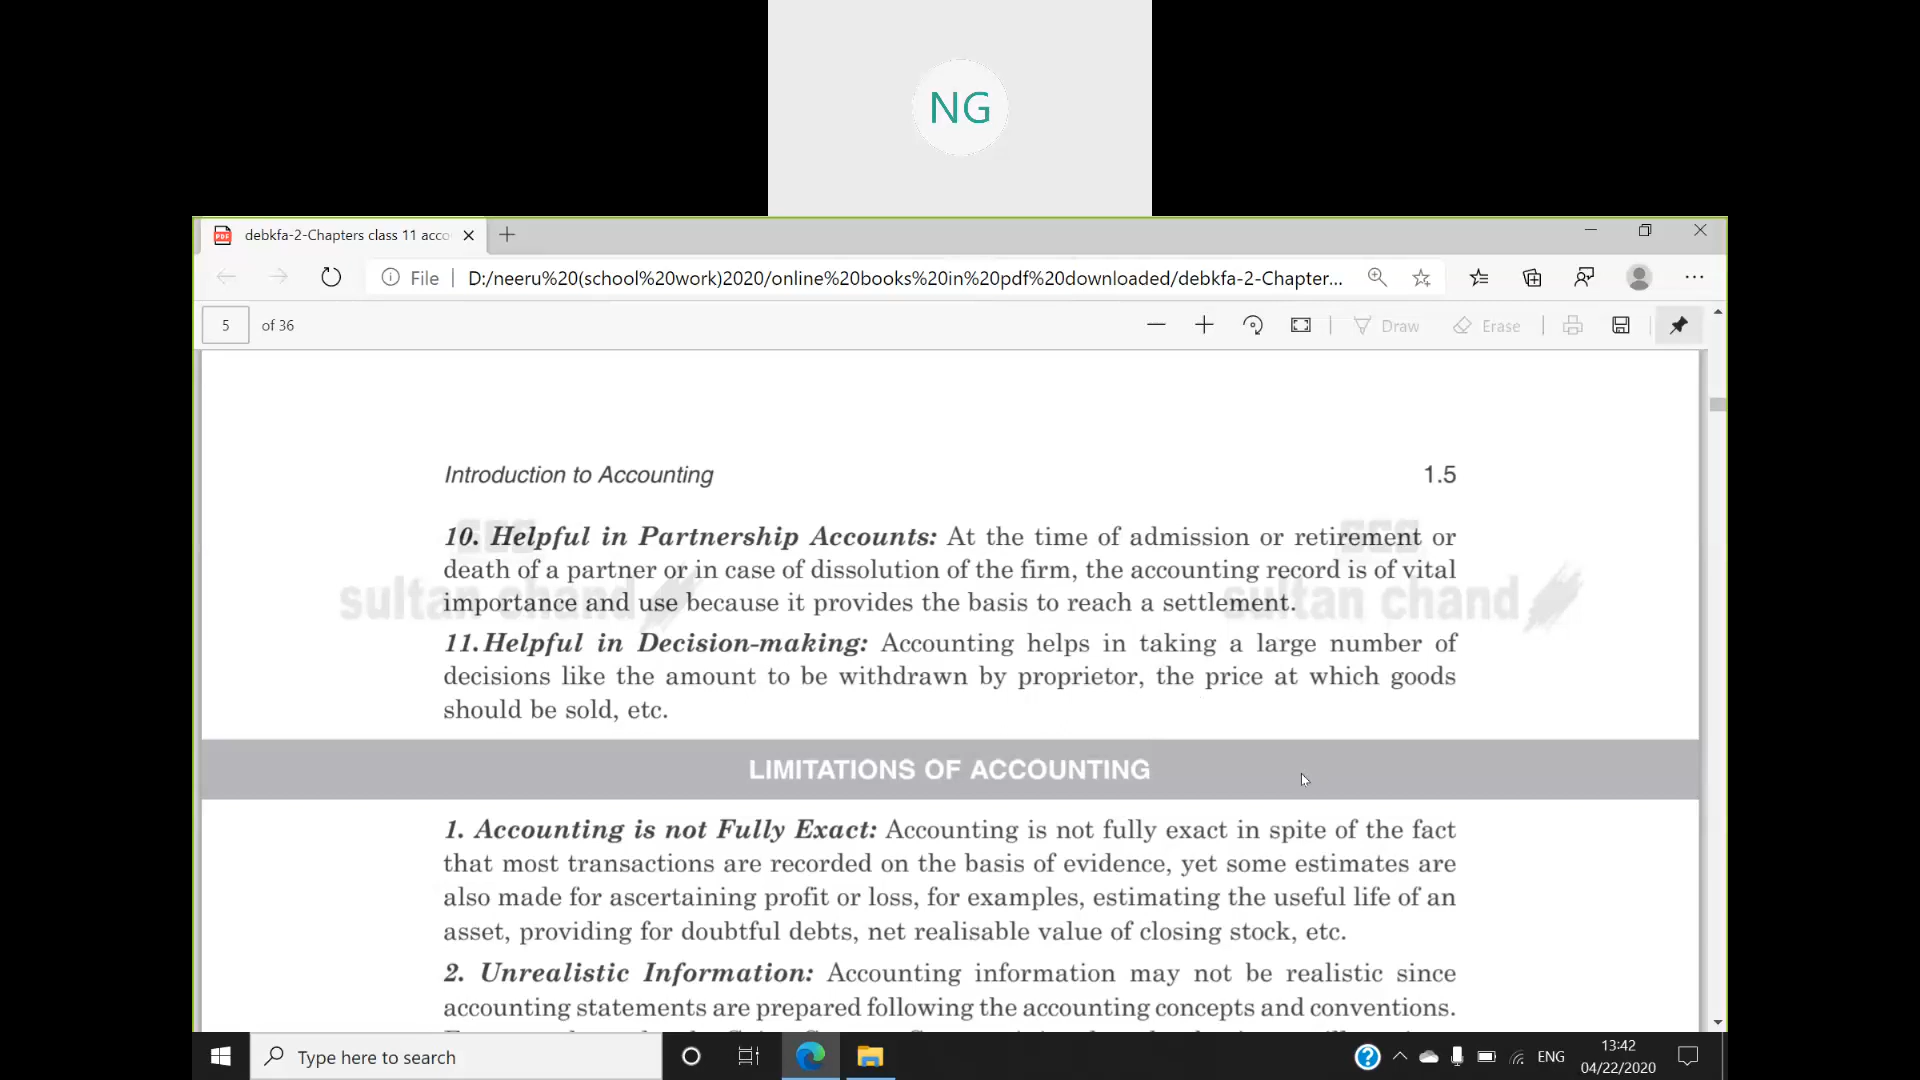 NG
debkfa-2-Chapters class 11 acco
File
D:/neeru%20(school%20work)2020/online%20books%20in%20pdf%20downloaded/debkfa-2-Chapter...
5 of 36
Draw
Erase
Introduction to Accounting 1.5
10. Helpful in Partnership Accounts: At the time of admission or retirement or
death of a partner or in case of dissolution of the firm, the accounting record is of vital
importance and use because it provides the basis to reach a settlement.
sultan chand
sultan chand
11. Helpful in Decision-making: Accounting helps in taking a large number of
decisions like the amount to be withdrawn by proprietor, the price at which goods
should be sold, etc.
LIMITATIONS OF ACCOUNTING
1. Accounting is not Fully Exact: Accounting is not fully exact in spite of the fact
that most transactions are recorded on the basis of evidence, yet some estimates are
also made for ascertaining profit or loss, for examples, estimating the useful life of an
asset, providing for doubtful debts, net realisable value of closing stock, etc.
2. Unrealistic Information: Accounting information may not be realistic since
accounting statements are prepared following the accounting concepts and conventions.
Type here to search
ENG
13:42
04/22/2020